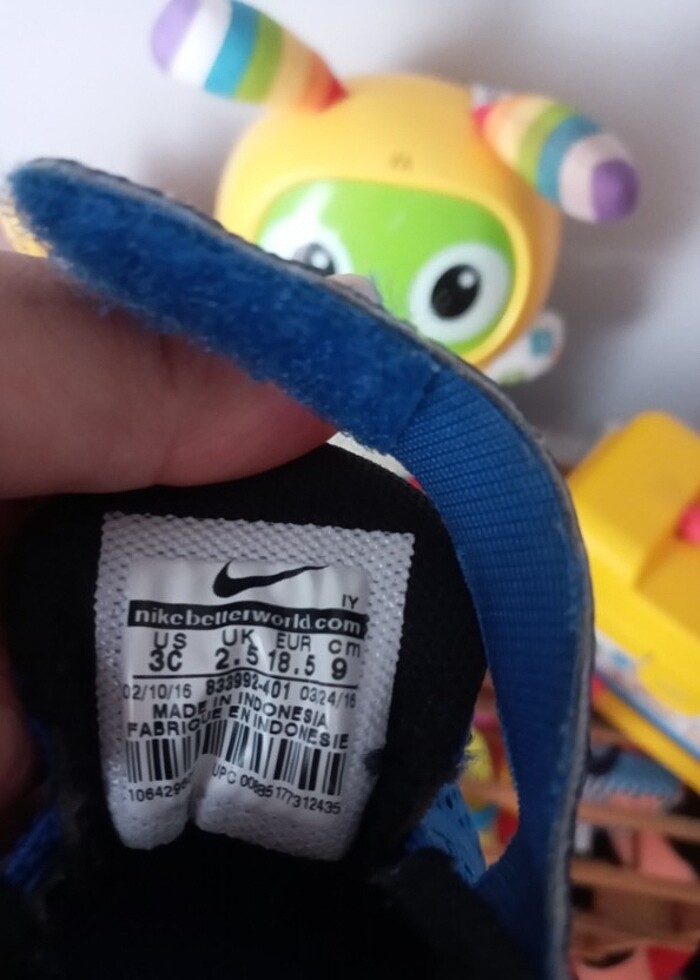 IY
nikebetterworld.com
US UK EUR cm
3C 2.5 18.5 9
02/10/16 833992-401 03/24/16
MADE IN INDONESIA
FABRIQUE EN INDONESIE
UPC 00885177312435